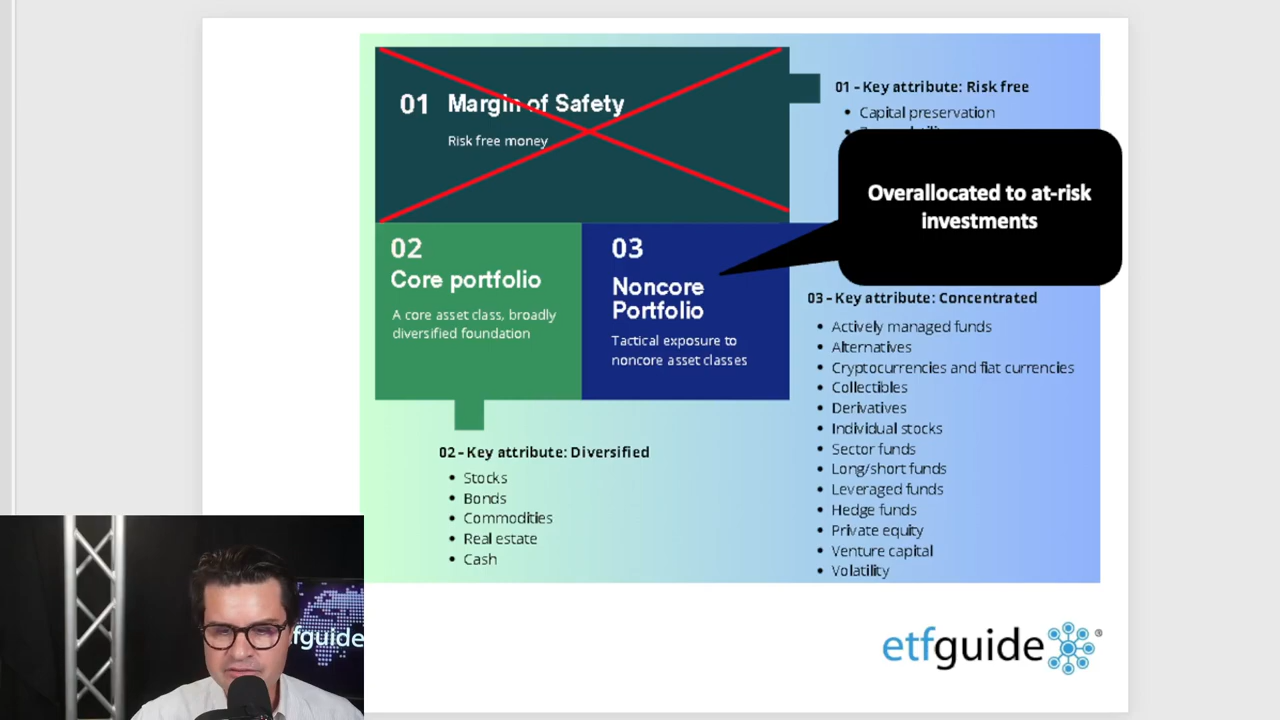 01 Margin of Safety
Risk free money
01 – Key attribute: Risk free
• Capital preservation
Overallocated to at-risk
investments
02
Core portfolio
A core asset class, broadly
diversified foundation
03
Noncore
Portfolio
Tactical exposure to
noncore asset classes
03 – Key attribute: Concentrated
• Actively managed funds
• Alternatives
• Cryptocurrencies and fiat currencies
• Collectibles
• Derivatives
• Individual stocks
• Sector funds
• Long/short funds
• Leveraged funds
• Hedge funds
• Private equity
• Venture capital
• Volatility
02 – Key attribute: Diversified
• Stocks
• Bonds
• Commodities
• Real estate
• Cash
fguide
etfguide®